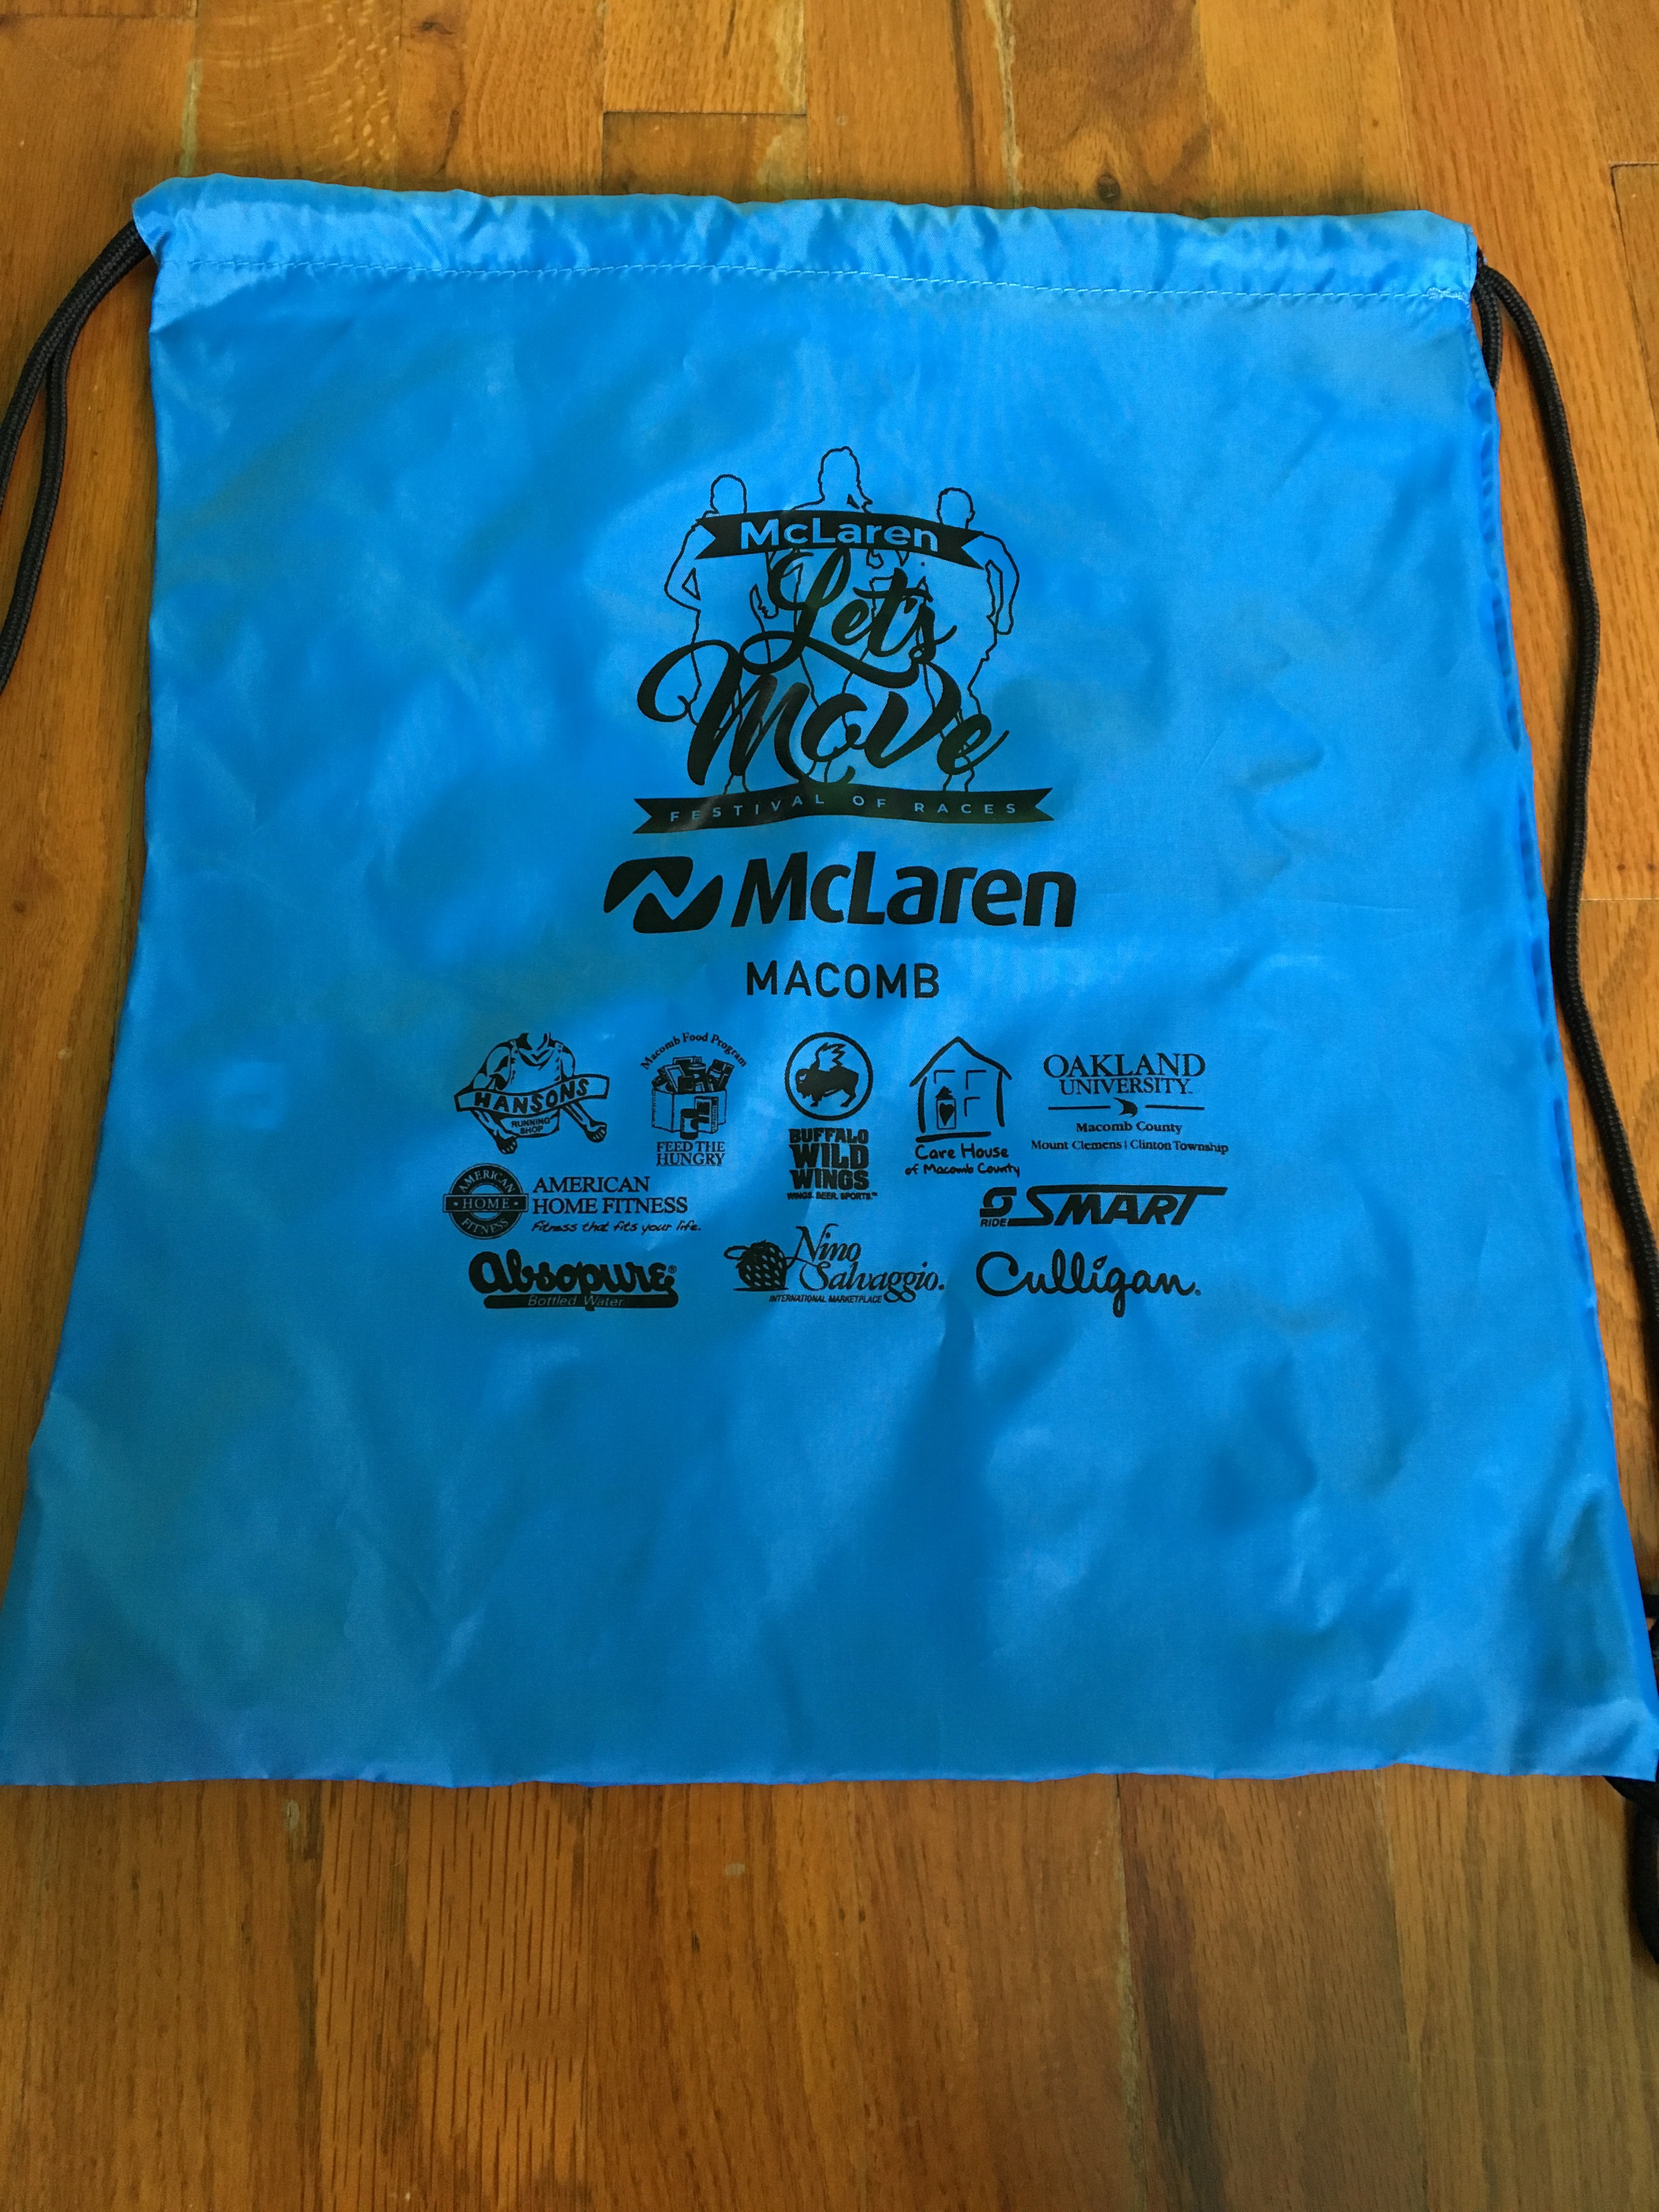 McLaren
Let's
Move
FESTIVAL OF RACES
McLaren
MACOMB
HANSONS
RUNNING
SHOP
Macomb Food Program
FEED THE
HUNGRY
BUFFALO
WILD
WINGS
WINGS. BEER. SPORTS.™
Care House
of Macomb County
OAKLAND
UNIVERSITY
Macomb County
Mount Clemens | Clinton Township
AMERICAN
HOME
FITNESS
AMERICAN
HOME FITNESS
Fitness that fits your life.
RIDE SMART
Absopure®
Bottled Water
Nino
Salvaggio.
INTERNATIONAL MARKETPLACE
Culligan.